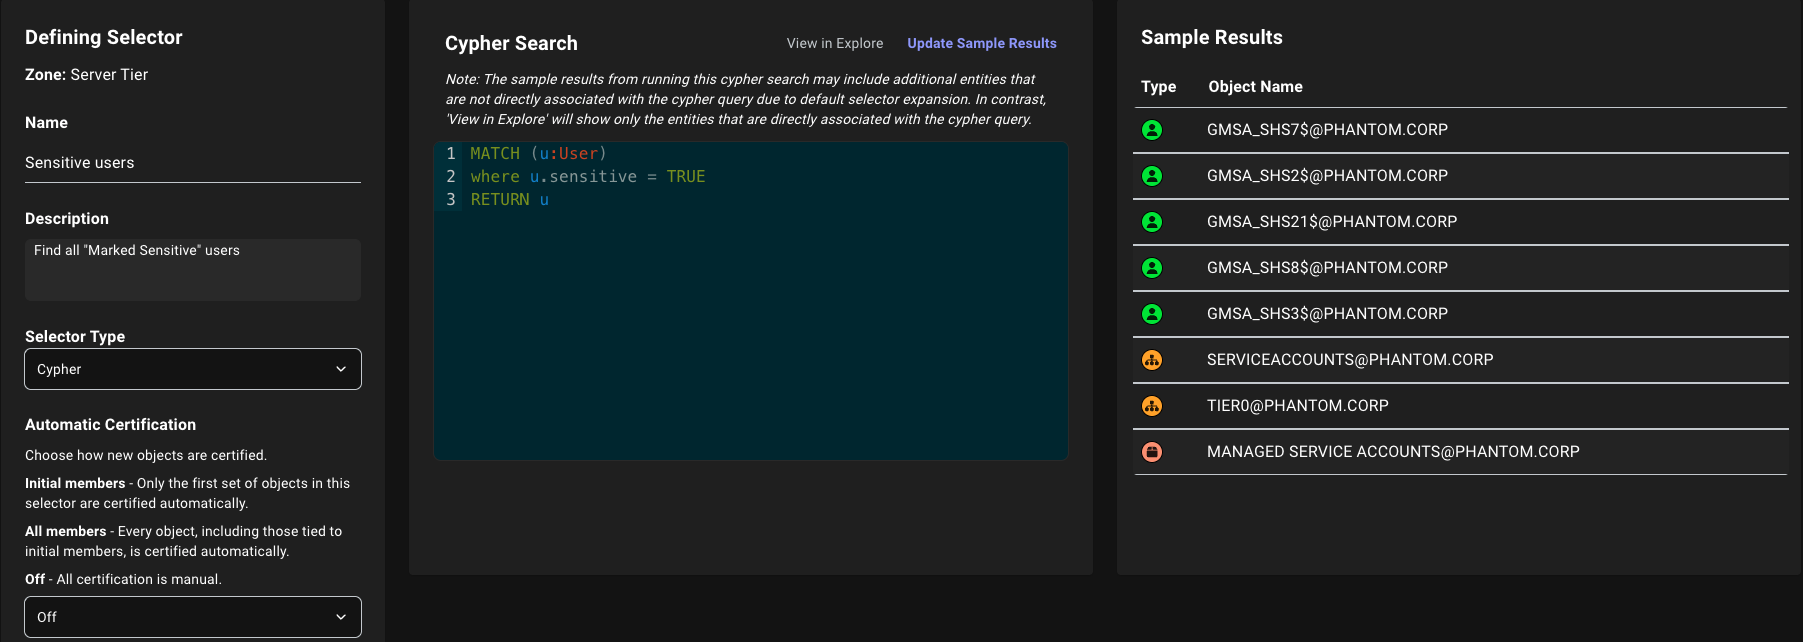 Defining Selector
Zone: Server Tier
Name
Sensitive users
Description
Find all "Marked Sensitive" users
Selector Type
Cypher
Automatic Certification
Choose how new objects are certified.
Initial members - Only the first set of objects in this
selector are certified automatically.
All members - Every object, including those tied to
initial members, is certified automatically.
Off - All certification is manual.
Off
Cypher Search
View in Explore
Update Sample Results
Note: The sample results from running this cypher search may include additional entities that
are not directly associated with the cypher query due to default selector expansion. In contrast,
'View in Explore' will show only the entities that are directly associated with the cypher query.
1 MATCH (u:User)
2 where u.sensitive = TRUE
3 RETURN u
Sample Results
Type Object Name
GMSA_SHS7$@PHANTOM.CORP
GMSA_SHS2$@PHANTOM.CORP
GMSA_SHS21$@PHANTOM.CORP
GMSA_SHS8$@PHANTOM.CORP
GMSA_SHS3$@PHANTOM.CORP
SERVICEACCOUNTS@PHANTOM.CORP
TIER0@PHANTOM.CORP
MANAGED SERVICE ACCOUNTS@PHANTOM.CORP